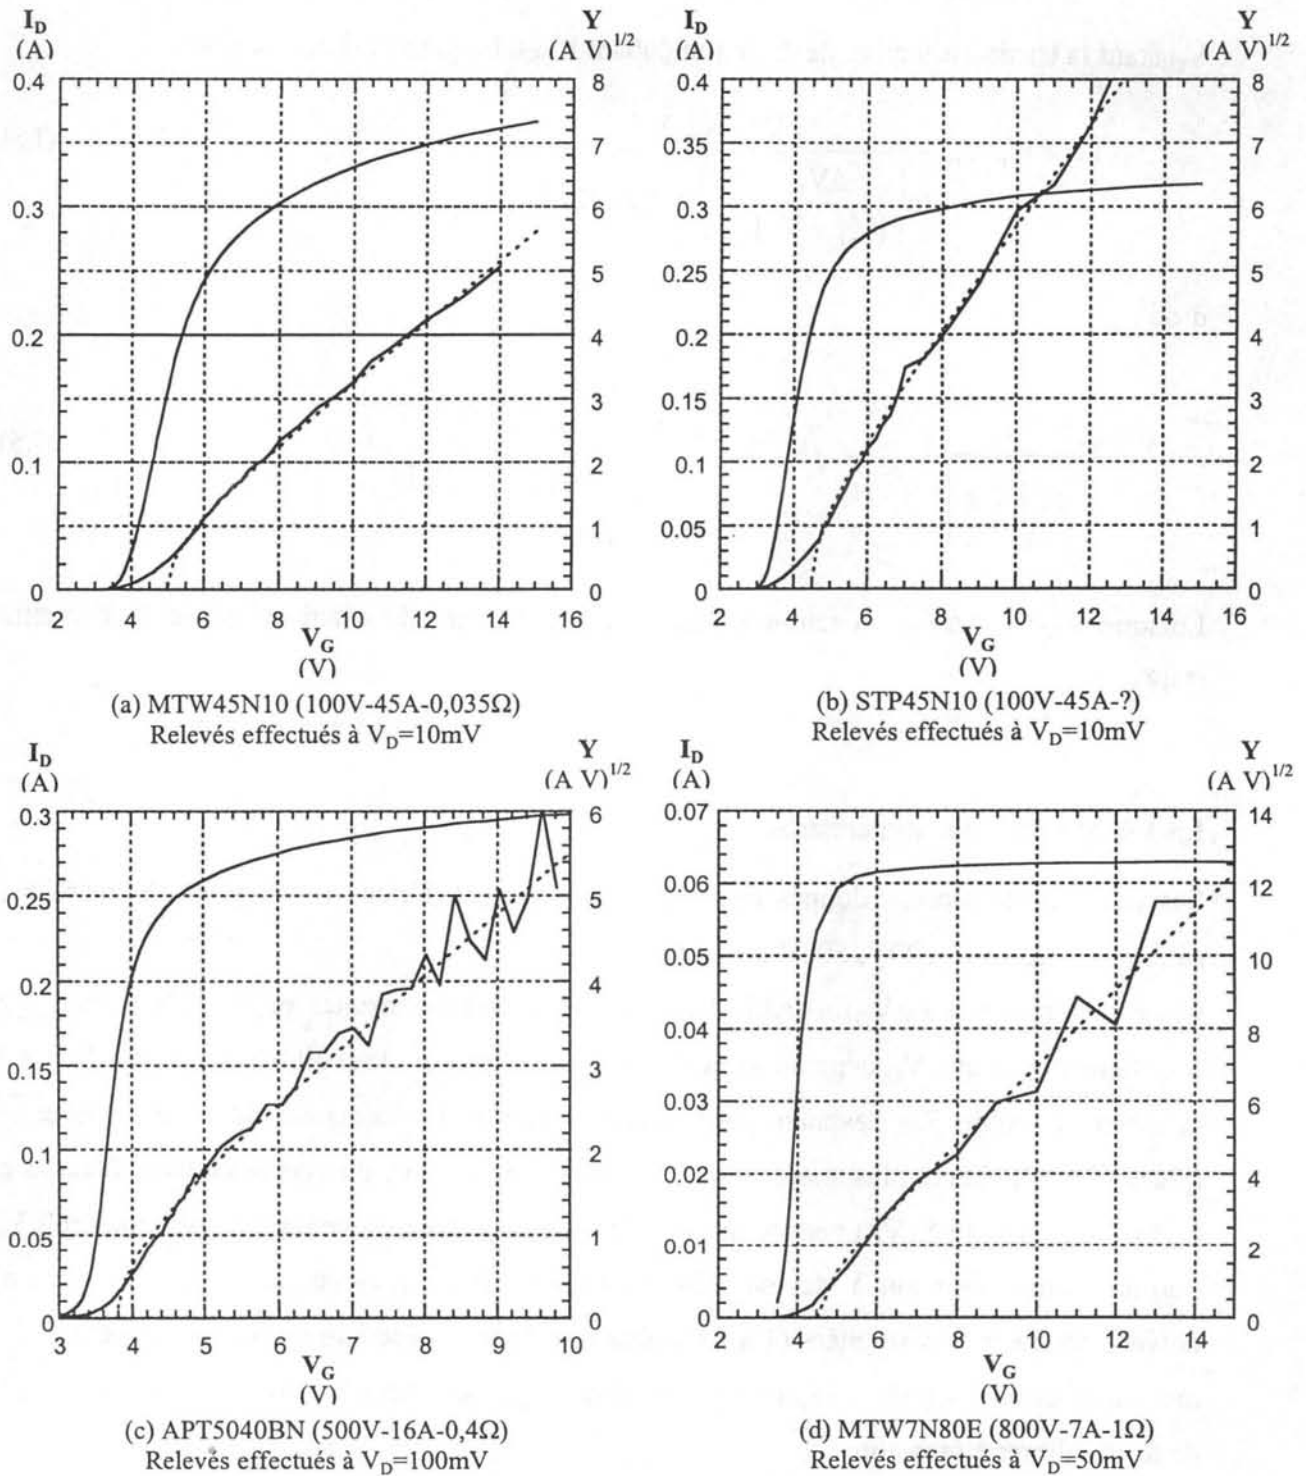 I_D Y
(A) (A V)^1/2
0.4 8
7
0.3 6
5
0.2 4
3
0.1 2
1
0 0
2 4 6 8 10 12 14 16
V_G
(V)
(a) MTW45N10 (100V-45A-0,035Ω)
Relevés effectués à V_D=10mV
I_D Y
(A) (A V)^1/2
0.4 8
0.35 7
0.3 6
0.25 5
0.2 4
0.15 3
0.1 2
0.05 1
0 0
2 4 6 8 10 12 14 16
V_G
(V)
(b) STP45N10 (100V-45A-?)
Relevés effectués à V_D=10mV
I_D Y
(A) (A V)^1/2
0.3 6
0.25 5
0.2 4
0.15 3
0.1 2
0.05 1
0 0
3 4 5 6 7 8 9 10
V_G
(V)
(c) APT5040BN (500V-16A-0,4Ω)
Relevés effectués à V_D=100mV
I_D Y
(A) (A V)^1/2
0.07 14
0.06 12
0.05 10
0.04 8
0.03 6
0.02 4
0.01 2
0 0
2 4 6 8 10 12 14
V_G
(V)
(d) MTW7N80E (800V-7A-1Ω)
Relevés effectués à V_D=50mV